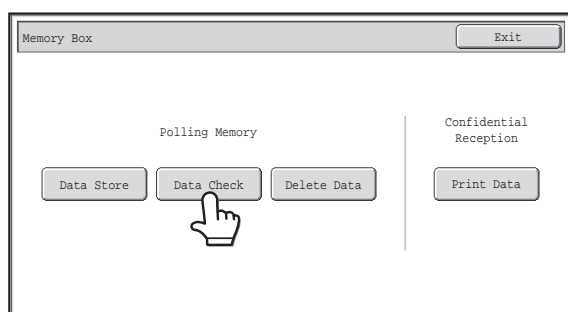 Memory Box
Exit
Polling Memory
Confidential
Reception
Data Store
Data Check
Delete Data
Print Data